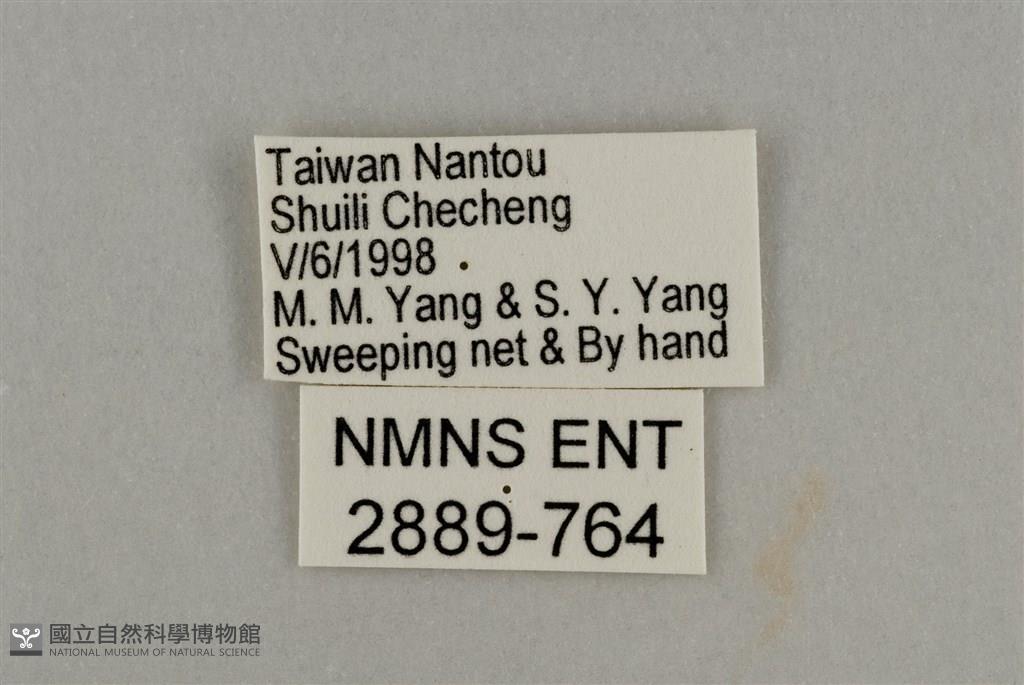 Taiwan Nantou
Shuili Checheng
V/6/1998
M. M. Yang & S. Y. Yang
Sweeping net & By hand
NMNS ENT
2889-764
國立自然科學博物館
NATIONAL MUSEUM OF NATURAL SCIENCE